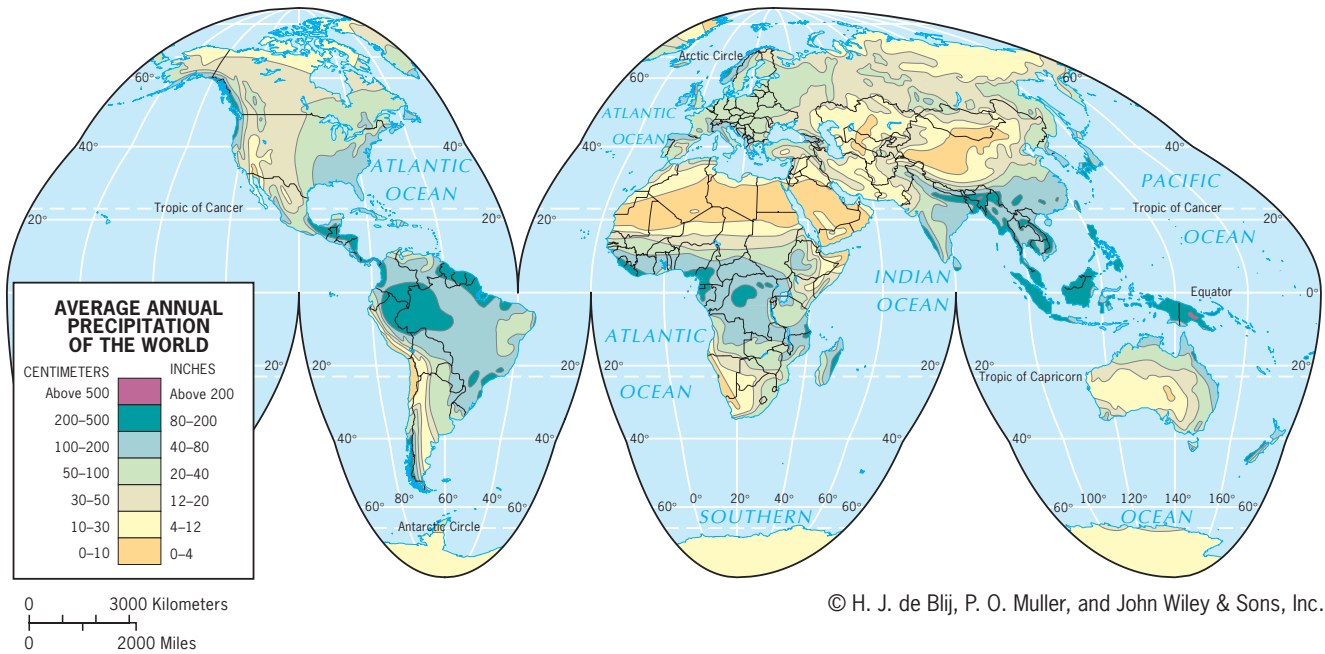 Arctic Circle
60°
60°
60°
ATLANTIC
OCEAN
40°
40°
40°
40°
ATLANTIC
OCEAN
PACIFIC
Tropic of Cancer
Tropic of Cancer
20°
20°
20°
20°
OCEAN
INDIAN
OCEAN
Equator
0°
AVERAGE ANNUAL
PRECIPITATION
OF THE WORLD
CENTIMETERS INCHES
Above 500 Above 200
200–500 80–200
100–200 40–80
50–100 20–40
30–50 12–20
10–30 4–12
0–10 0–4
ATLANTIC
OCEAN
20°
20°
20°
20°
20°
20°
20°
Tropic of Capricorn
40°
40°
40°
40°
40°
40°
60° 80° 60° 40° 60°
60° 0° 20° 40° 60° 60°
60° 100° 120° 140° 160° 60°
Antarctic Circle
SOUTHERN
OCEAN
0 3000 Kilometers
0 2000 Miles
© H. J. de Blij, P. O. Muller, and John Wiley & Sons, Inc.